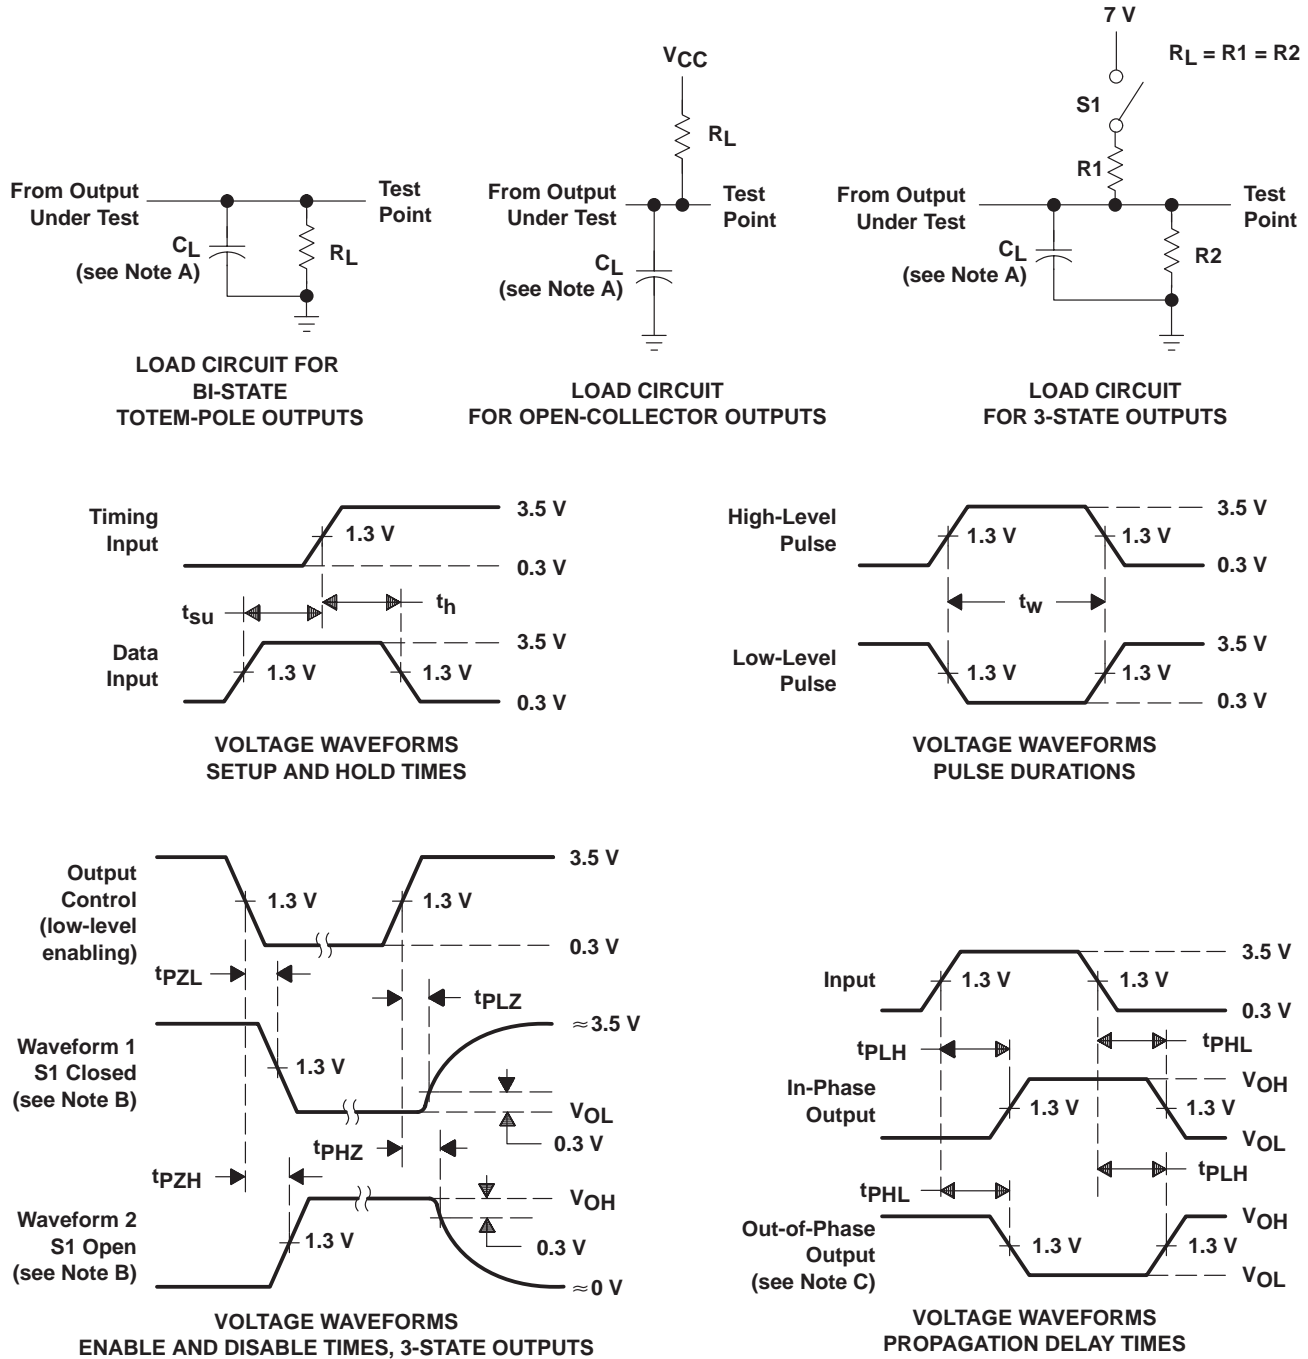 7 V
RL = R1 = R2
VCC
S1
RL
R1
From Output
Under Test
Test
Point
CL
(see Note A)
RL
From Output
Under Test
Test
Point
CL
(see Note A)
From Output
Under Test
Test
Point
CL
(see Note A)
R2
LOAD CIRCUIT FOR
BI-STATE
TOTEM-POLE OUTPUTS
LOAD CIRCUIT
FOR OPEN-COLLECTOR OUTPUTS
LOAD CIRCUIT
FOR 3-STATE OUTPUTS
Timing
Input
1.3 V
3.5 V
0.3 V
tsu
th
Data
Input
1.3 V
1.3 V
3.5 V
0.3 V
VOLTAGE WAVEFORMS
SETUP AND HOLD TIMES
High-Level
Pulse
1.3 V
1.3 V
3.5 V
0.3 V
tw
Low-Level
Pulse
1.3 V
1.3 V
3.5 V
0.3 V
VOLTAGE WAVEFORMS
PULSE DURATIONS
Output
Control
(low-level
enabling)
1.3 V
1.3 V
3.5 V
0.3 V
tPZL
tPLZ
Waveform 1
S1 Closed
(see Note B)
1.3 V
≈3.5 V
VOL
0.3 V
tPHZ
tPZH
Waveform 2
S1 Open
(see Note B)
1.3 V
VOH
0.3 V
≈0 V
VOLTAGE WAVEFORMS
ENABLE AND DISABLE TIMES, 3-STATE OUTPUTS
Input
1.3 V
1.3 V
3.5 V
0.3 V
tPLH
tPHL
In-Phase
Output
1.3 V
1.3 V
VOH
VOL
tPHL
tPLH
Out-of-Phase
Output
(see Note C)
1.3 V
1.3 V
VOH
VOL
VOLTAGE WAVEFORMS
PROPAGATION DELAY TIMES